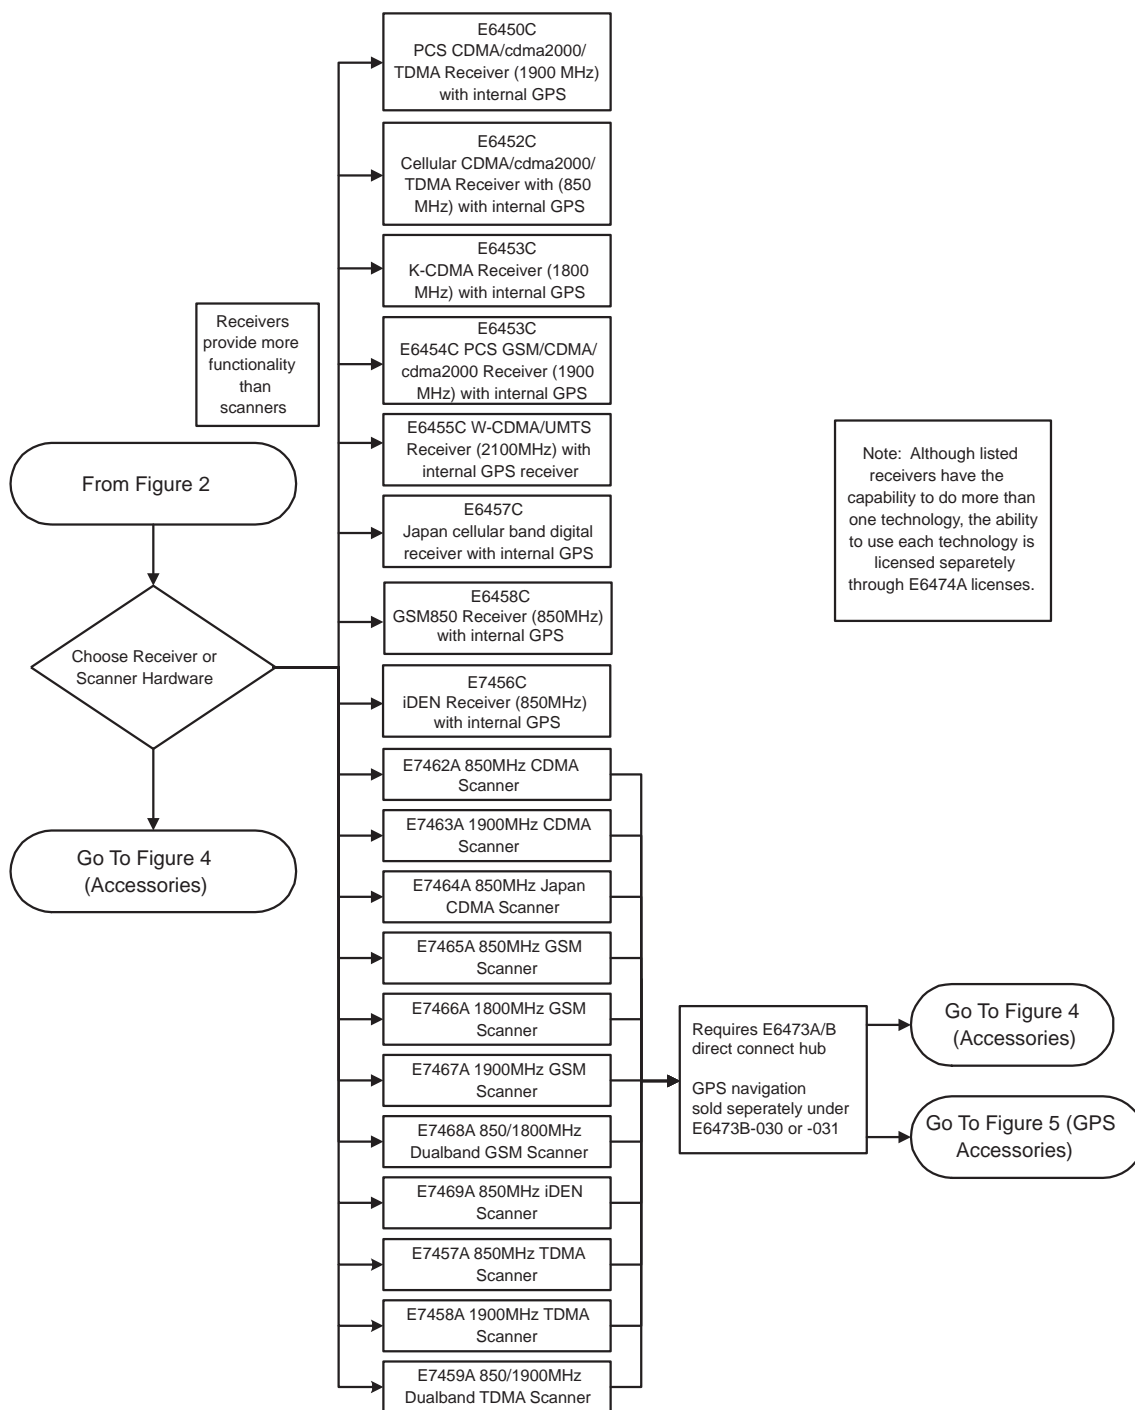 E6450C
PCS CDMA/cdma2000/
TDMA Receiver (1900 MHz)
with internal GPS
E6452C
Cellular CDMA/cdma2000/
TDMA Receiver with (850
MHz) with internal GPS
E6453C
K-CDMA Receiver (1800
MHz) with internal GPS
Receivers
provide more
functionality
than
scanners
E6453C
E6454C PCS GSM/CDMA/
cdma2000 Receiver (1900
MHz) with internal GPS
E6455C W-CDMA/UMTS
Receiver (2100MHz) with
internal GPS receiver
From Figure 2
Note: Although listed
receivers have the
capability to do more than
one technology, the ability
to use each technology is
licensed separetely
through E6474A licenses.
E6457C
Japan cellular band digital
receiver with internal GPS
E6458C
GSM850 Receiver (850MHz)
with internal GPS
Choose Receiver or
Scanner Hardware
E7456C
iDEN Receiver (850MHz)
with internal GPS
E7462A 850MHz CDMA
Scanner
E7463A 1900MHz CDMA
Scanner
Go To Figure 4
(Accessories)
E7464A 850MHz Japan
CDMA Scanner
E7465A 850MHz GSM
Scanner
E7466A 1800MHz GSM
Scanner
E7467A 1900MHz GSM
Scanner
E7468A 850/1800MHz
Dualband GSM Scanner
E7469A 850MHz iDEN
Scanner
E7457A 850MHz TDMA
Scanner
E7458A 1900MHz TDMA
Scanner
E7459A 850/1900MHz
Dualband TDMA Scanner
Requires E6473A/B
direct connect hub
GPS navigation
sold seperately under
E6473B-030 or -031
Go To Figure 4
(Accessories)
Go To Figure 5 (GPS
Accessories)